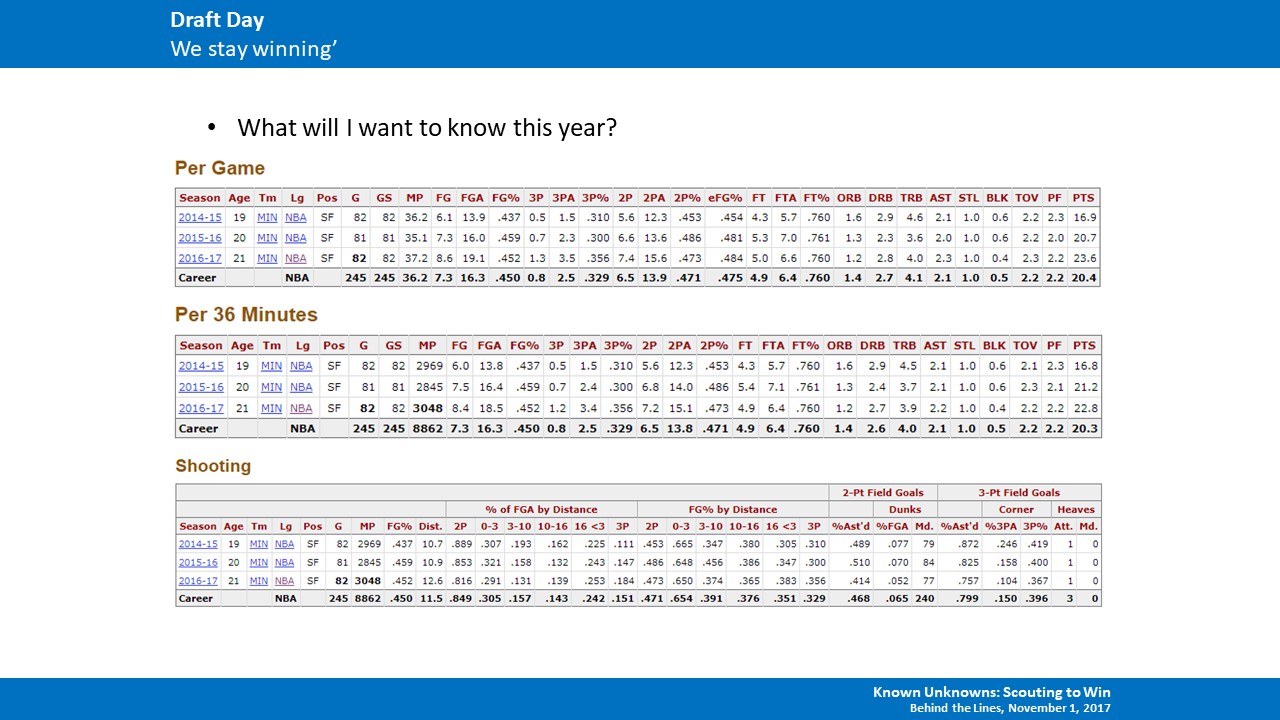 Draft Day
We stay winning’
• What will I want to know this year?
Per Game
Season Age Tm Lg Pos G GS MP FG FGA FG% 3P 3PA 3P% 2P 2PA 2P% eFG% FT FTA FT% ORB DRB TRB AST STL BLK TOV PF PTS
2014-15 19 MIN NBA SF 82 82 36.2 6.1 13.9 .437 0.5 1.5 .310 5.6 12.3 .453 .454 4.3 5.7 .760 1.6 2.9 4.6 2.1 1.0 0.6 2.2 2.3 16.9
2015-16 20 MIN NBA SF 81 81 35.1 7.3 16.0 .459 0.7 2.3 .300 6.6 13.6 .486 .481 5.3 7.0 .761 1.3 2.3 3.6 2.0 1.0 0.6 2.2 2.0 20.7
2016-17 21 MIN NBA SF 82 82 37.2 8.6 19.1 .452 1.3 3.5 .356 7.4 15.6 .473 .484 5.0 6.6 .760 1.2 2.8 4.0 2.3 1.0 0.4 2.3 2.2 23.6
Career NBA 245 245 36.2 7.3 16.3 .450 0.8 2.5 .329 6.5 13.9 .471 .475 4.9 6.4 .760 1.4 2.7 4.1 2.1 1.0 0.5 2.2 2.2 20.4
Per 36 Minutes
Season Age Tm Lg Pos G GS MP FG FGA FG% 3P 3PA 3P% 2P 2PA 2P% FT FTA FT% ORB DRB TRB AST STL BLK TOV PF PTS
2014-15 19 MIN NBA SF 82 82 2969 6.0 13.8 .437 0.5 1.5 .310 5.6 12.3 .453 4.3 5.7 .760 1.6 2.9 4.5 2.1 1.0 0.6 2.1 2.3 16.8
2015-16 20 MIN NBA SF 81 81 2845 7.5 16.4 .459 0.7 2.4 .300 6.8 14.0 .486 5.4 7.1 .761 1.3 2.4 3.7 2.1 1.0 0.6 2.3 2.1 21.2
2016-17 21 MIN NBA SF 82 82 3048 8.4 18.5 .452 1.2 3.4 .356 7.2 15.1 .473 4.9 6.4 .760 1.2 2.7 3.9 2.2 1.0 0.4 2.2 2.2 22.8
Career NBA 245 245 8862 7.3 16.3 .450 0.8 2.5 .329 6.5 13.8 .471 4.9 6.4 .760 1.4 2.6 4.0 2.1 1.0 0.5 2.2 2.2 20.3
Shooting
2-Pt Field Goals 3-Pt Field Goals
% of FGA by Distance FG% by Distance Dunks Corner Heaves
Season Age Tm Lg Pos G MP FG% Dist. 2P 0-3 3-10 10-16 16 <3 3P 2P 0-3 3-10 10-16 16 <3 3P %Ast'd %FGA Md. %Ast'd %3PA 3P% Att. Md.
2014-15 19 MIN NBA SF 82 2969 .437 10.7 .889 .307 .193 .162 .225 .111 .453 .665 .347 .380 .305 .310 .489 .077 79 .872 .246 .419 1 0
2015-16 20 MIN NBA SF 81 2845 .459 10.9 .853 .321 .158 .132 .243 .147 .486 .648 .456 .386 .347 .300 .510 .070 84 .825 .158 .400 1 0
2016-17 21 MIN NBA SF 82 3048 .452 12.6 .816 .291 .131 .139 .253 .184 .473 .650 .374 .365 .383 .356 .414 .052 77 .757 .104 .367 1 0
Career NBA 245 8862 .450 11.5 .849 .305 .157 .143 .242 .151 .471 .654 .391 .376 .351 .329 .468 .065 240 .799 .150 .396 3 0
Known Unknowns: Scouting to Win
Behind the Lines, November 1, 2017